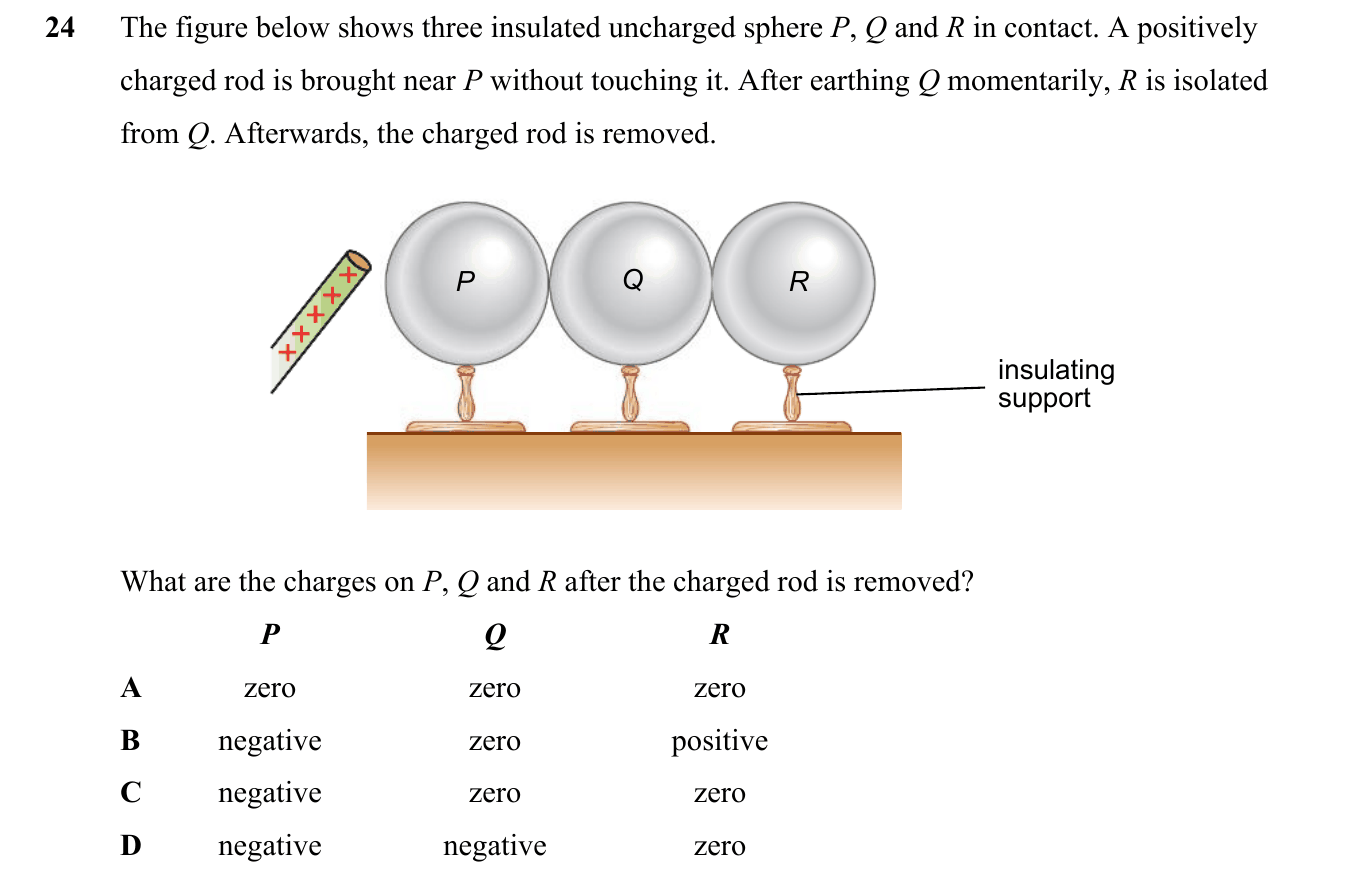 24 The figure below shows three insulated uncharged sphere P, Q and R in contact. A positively
charged rod is brought near P without touching it. After earthing Q momentarily, R is isolated
from Q. Afterwards, the charged rod is removed.
+ + + + +
P Q R
insulating
support
What are the charges on P, Q and R after the charged rod is removed?
P Q R
A zero zero zero
B negative zero positive
C negative zero zero
D negative negative zero